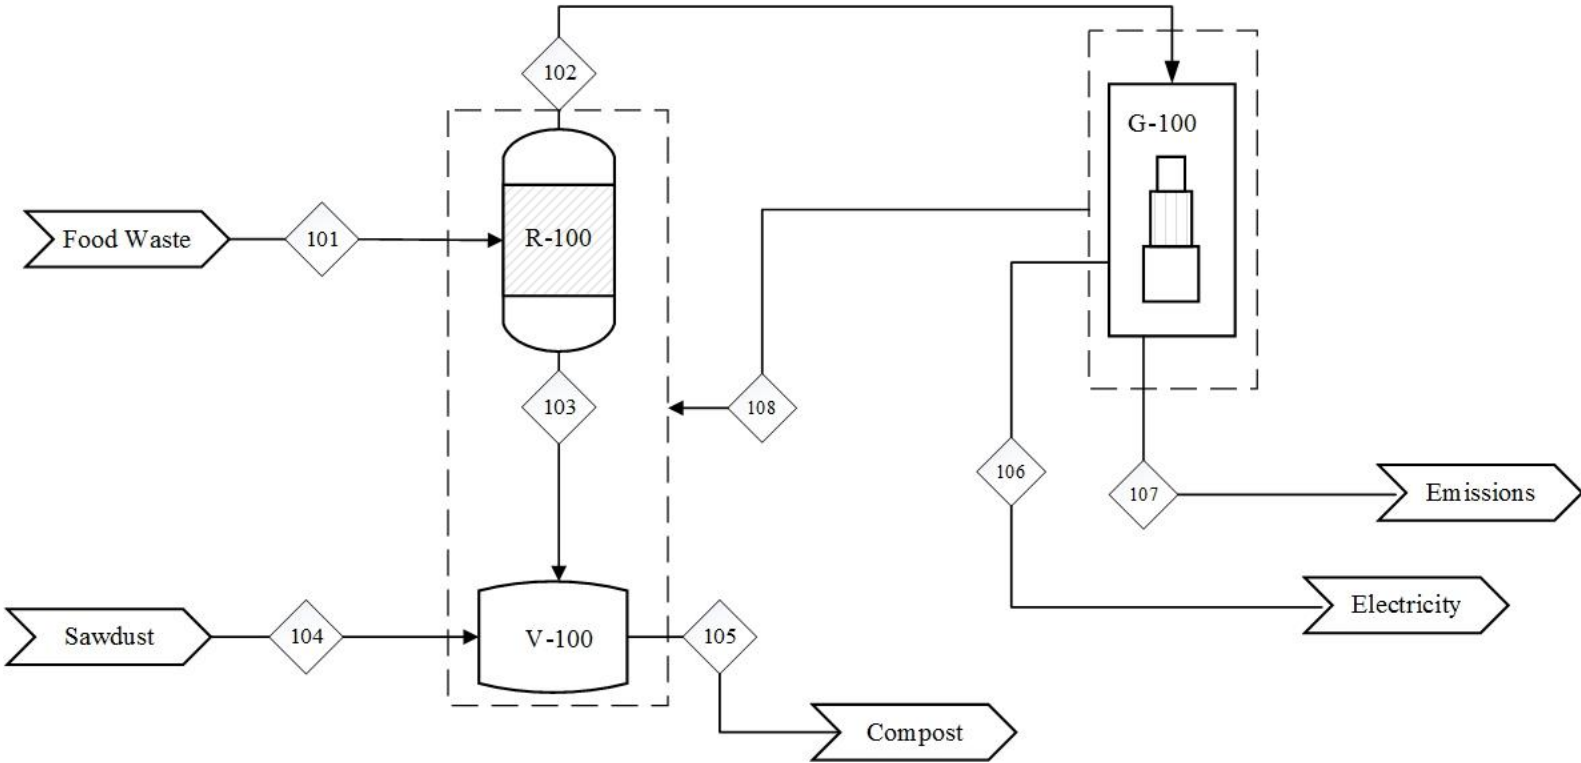 102
G-100
Food Waste
101
R-100
103
108
106
107
Emissions
Electricity
Sawdust
104
V-100
105
Compost